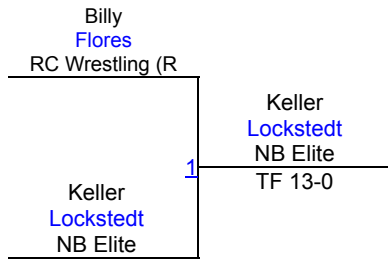 Billy
Flores
RC Wrestling (R
Keller
Lockstedt
NB Elite
1
TF 13-0
Keller
Lockstedt
NB Elite